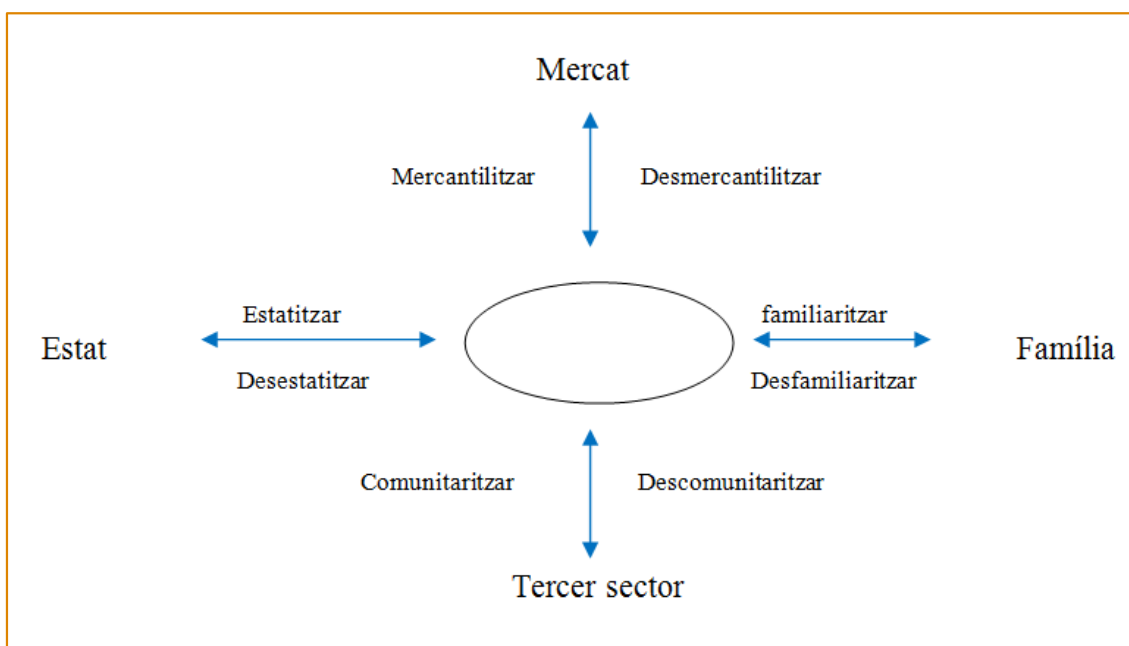 Mercat
Mercantilitzar Desmercantilitzar
Estatitzar familiaritzar
Estat Família
Desestatitzar Desfamiliaritzar
Comunitaritzar Descomunitaritzar
Tercer sector